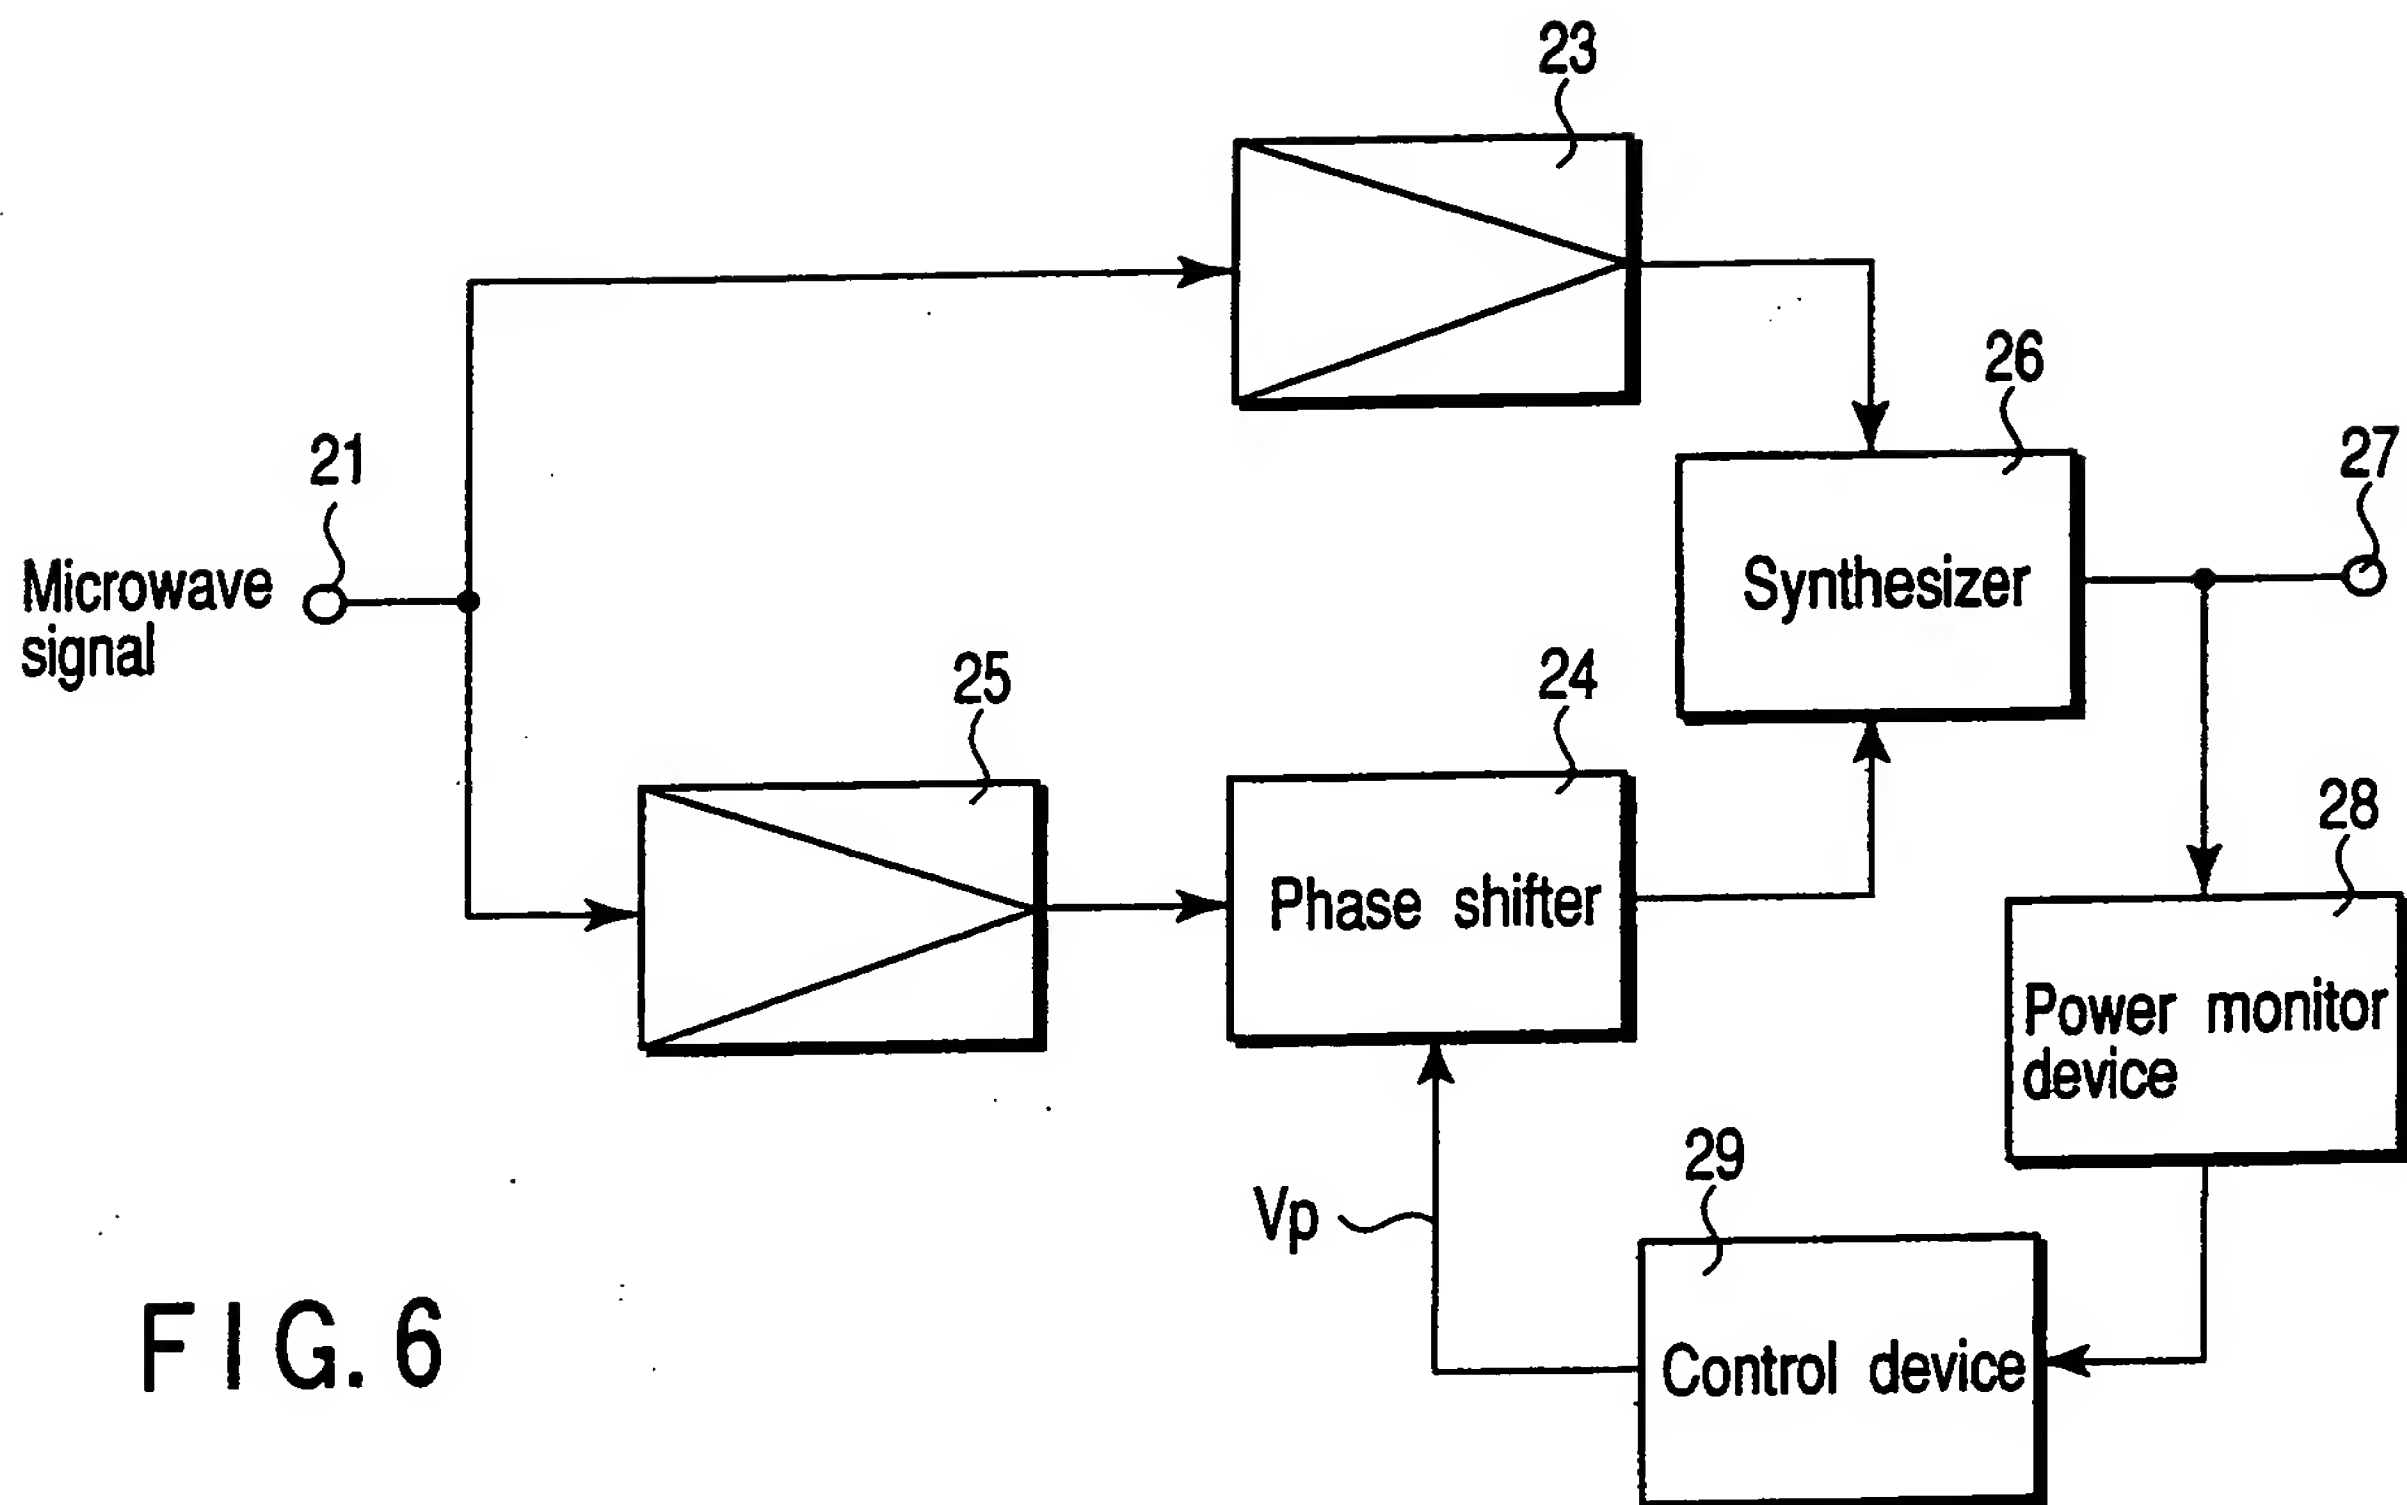 23
26
27
21
Microwave
signal
Synthesizer
25
24
28
Phase shifter
Power monitor
device
29
Vp
Control device
FIG. 6